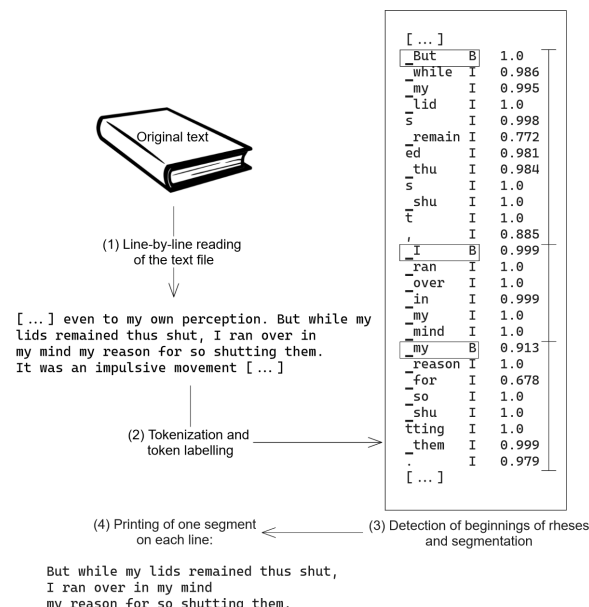 Original text
(1) Line-by-line reading
of the text file
[...] even to my own perception. But while my
lids remained thus shut, I ran over in
my mind my reason for so shutting them.
It was an impulsive movement [...]
(2) Tokenization and
token labelling
[...]
_But B 1.0
_while I 0.986
_my I 0.995
_lid I 1.0
s I 0.998
_remain I 0.772
ed I 0.981
_thu I 0.984
s I 1.0
_shu I 1.0
t I 1.0
, I 0.885
_I B 0.999
_ran I 1.0
_over I 1.0
_in I 0.999
_my I 1.0
_mind I 1.0
_my B 0.913
_reason I 1.0
_for I 0.678
_so I 1.0
_shu I 1.0
tting I 1.0
_them I 0.999
. I 0.979
[...]
(3) Detection of beginnings of rheses
and segmentation
(4) Printing of one segment
on each line:
But while my lids remained thus shut,
I ran over in my mind
my reason for so shutting them.